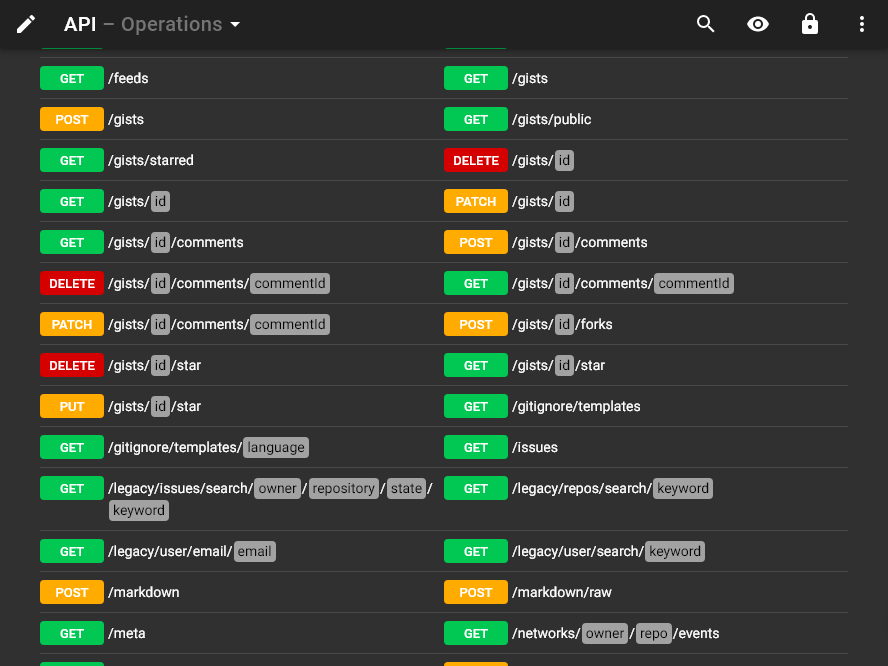 API – Operations
GET /feeds GET /gists
POST /gists GET /gists/public
GET /gists/starred DELETE /gists/ id
GET /gists/ id PATCH /gists/ id
GET /gists/ id /comments POST /gists/ id /comments
DELETE /gists/ id /comments/ commentId GET /gists/ id /comments/ commentId
PATCH /gists/ id /comments/ commentId POST /gists/ id /forks
DELETE /gists/ id /star GET /gists/ id /star
PUT /gists/ id /star GET /gitignore/templates
GET /gitignore/templates/ language GET /issues
GET /legacy/issues/search/ owner / repository / state / GET /legacy/repos/search/ keyword
keyword
GET /legacy/user/email/ email GET /legacy/user/search/ keyword
POST /markdown POST /markdown/raw
GET /meta GET /networks/ owner / repo /events